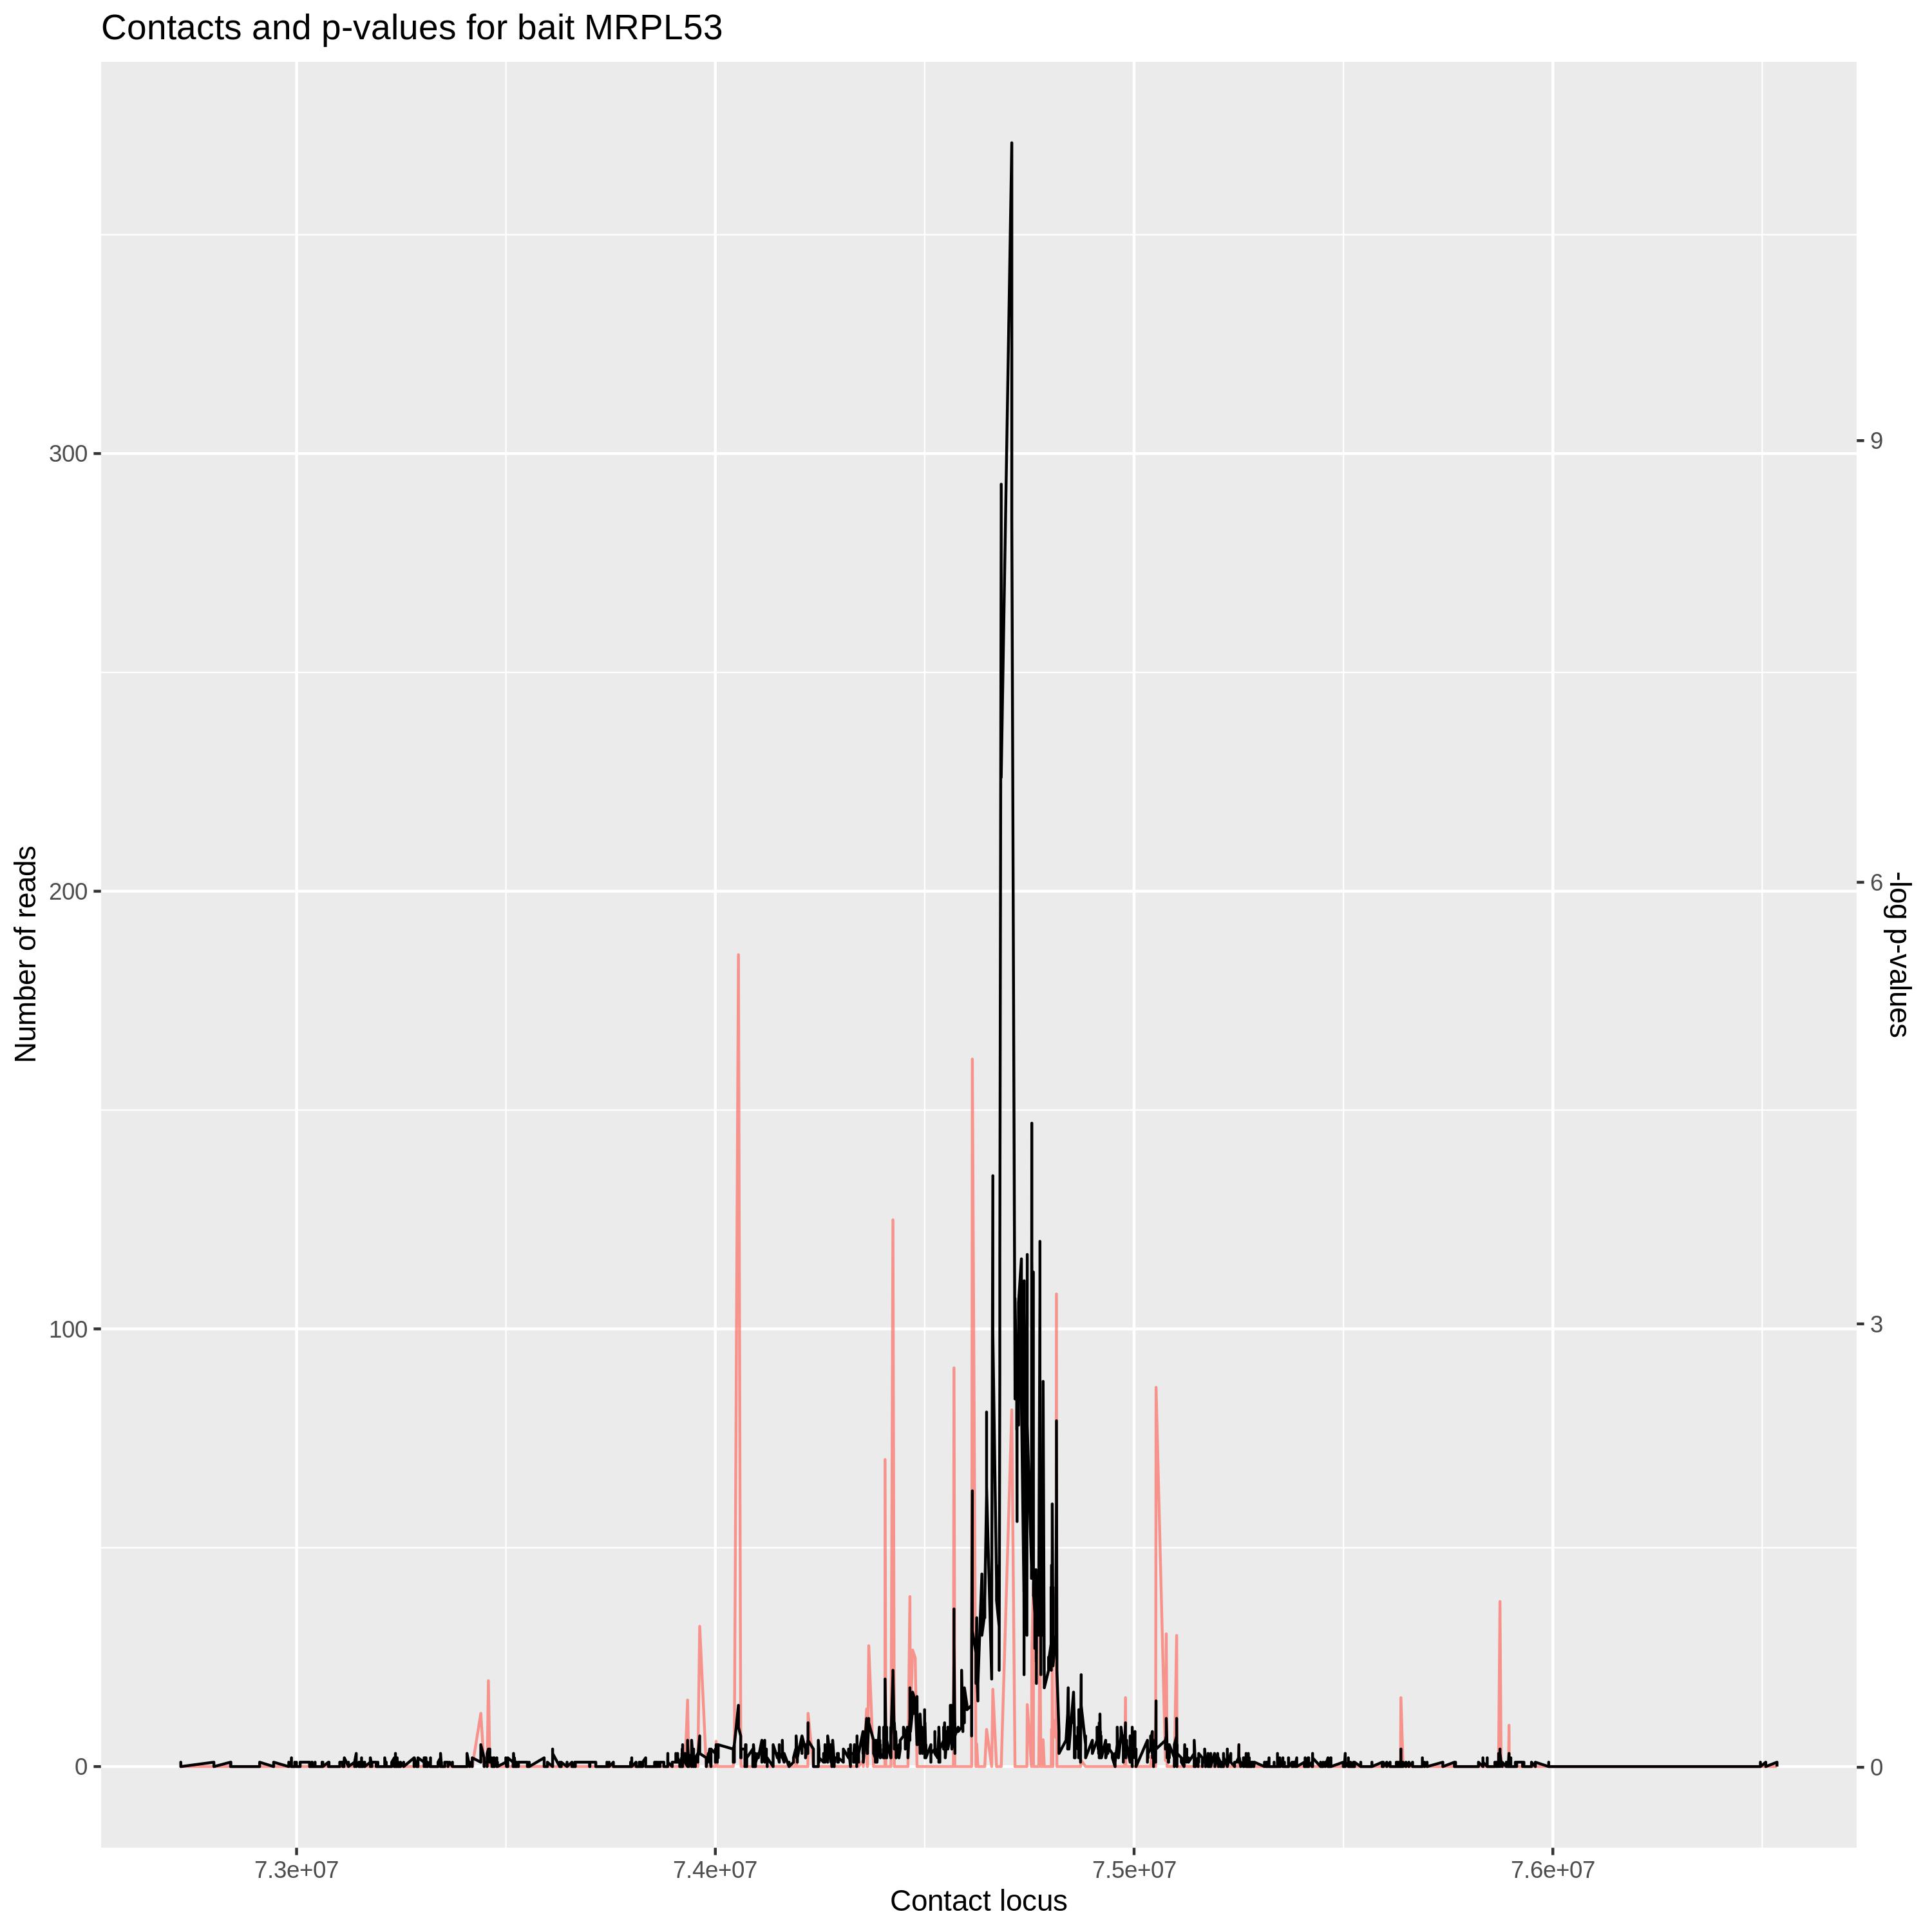 Contacts and p-values for bait MRPL53
Number of reads
300
200
100
0
9
6
3
0
-log p-values
7.3e+07
7.4e+07
7.5e+07
7.6e+07
Contact locus